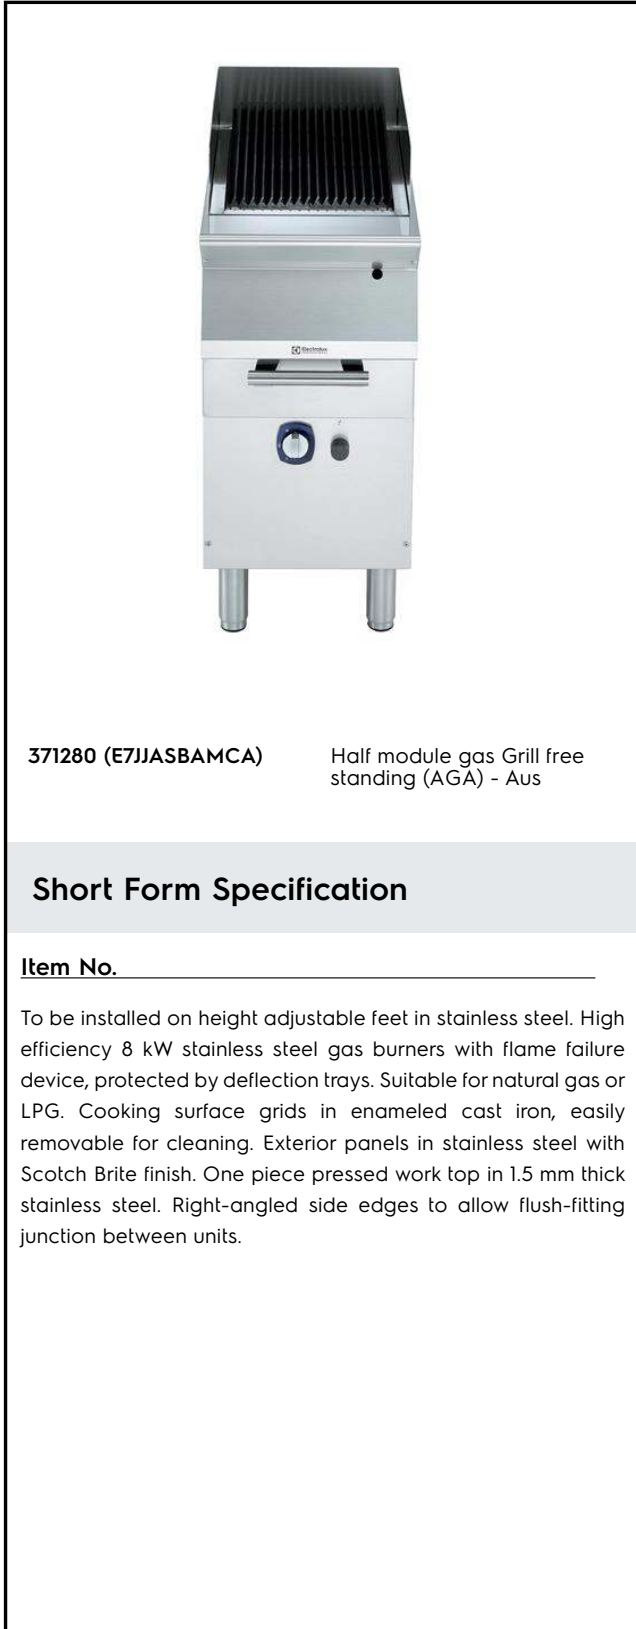 Electrolux
371280 (E7JJASBAMCA)
Half module gas Grill free
standing (AGA) - Aus
Short Form Specification
Item No.
To be installed on height adjustable feet in stainless steel. High
efficiency 8 kW stainless steel gas burners with flame failure
device, protected by deflection trays. Suitable for natural gas or
LPG. Cooking surface grids in enameled cast iron, easily
removable for cleaning. Exterior panels in stainless steel with
Scotch Brite finish. One piece pressed work top in 1.5 mm thick
stainless steel. Right-angled side edges to allow flush-fitting
junction between units.